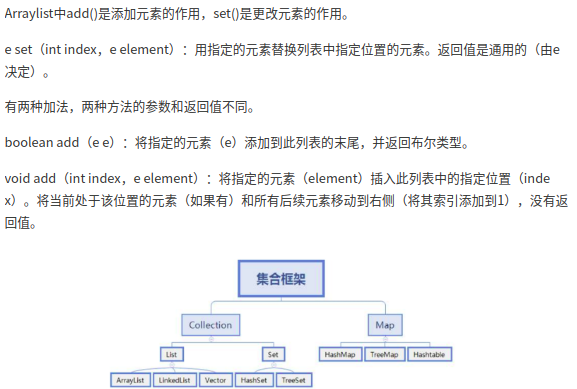 Arraylist中add()是添加元素的作用，set()是更改元素的作用。
e set（int index，e element）：用指定的元素替换列表中指定位置的元素。返回值是通用的（由e
决定）。
有两种加法，两种方法的参数和返回值不同。
boolean add（e e）：将指定的元素（e）添加到此列表的末尾，并返回布尔类型。
void add（int index，e element）：将指定的元素（element）插入此列表中的指定位置（inde
x）。将当前处于该位置的元素（如果有）和所有后续元素移动到右侧（将其索引添加到1），没有返
回值。
集合框架
Collection
Map
List
Set
HashMap
TreeMap
Hashtable
ArrayList
LinkedList
Vector
HashSet
TreeSet